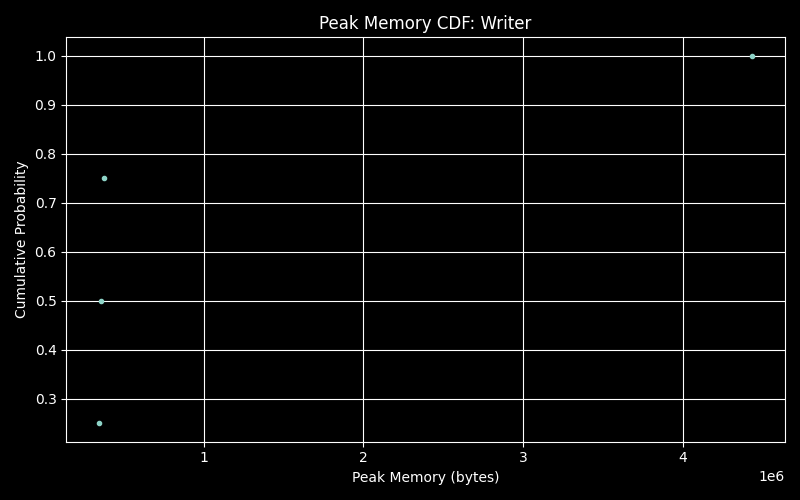 Peak Memory CDF: Writer
1.0
0.9
0.8
0.7
0.6
0.5
0.4
0.3
Cumulative Probability
1 2 3 4
1e6
Peak Memory (bytes)